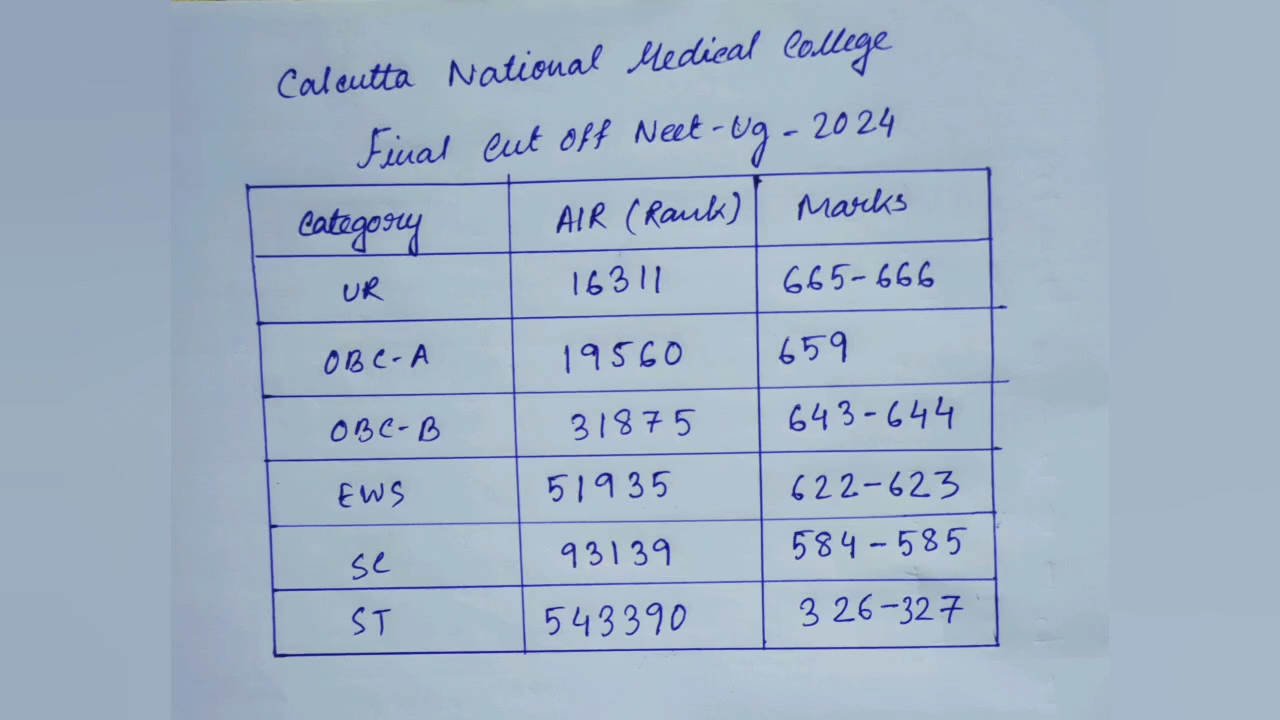 Calcutta National Medical College
Final Cut Off Neet-Ug-2024
Category AIR (Rank) Marks
UR 16311 665-666
OBC-A 19560 659
OBC-B 31875 643-644
EWS 51935 622-623
SC 93139 584-585
ST 543390 326-327